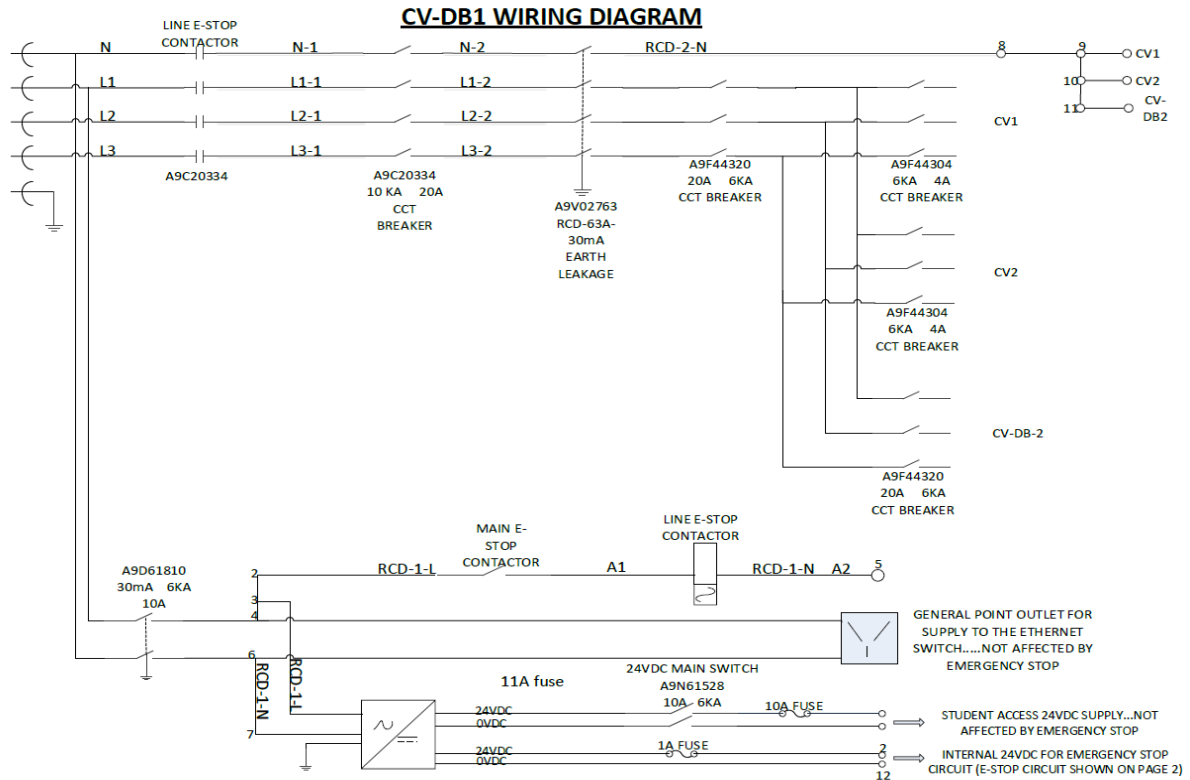 CV-DB1 WIRING DIAGRAM
LINE E-STOP
CONTACTOR
N
N-1
N-2
RCD-2-N
8
9
CV1
L1
L1-1
L1-2
10
CV2
11
CV-
DB2
L2
L2-1
L2-2
CV1
L3
L3-1
L3-2
A9C20334
A9C20334
10 KA 20A
CCT
BREAKER
A9V02763
RCD-63A-
30mA
EARTH
LEAKAGE
A9F44320
20A 6KA
CCT BREAKER
A9F44304
6KA 4A
CCT BREAKER
CV2
A9F44304
6KA 4A
CCT BREAKER
CV-DB-2
A9F44320
20A 6KA
CCT BREAKER
MAIN E-
STOP
CONTACTOR
LINE E-STOP
CONTACTOR
A9D61810
30mA 6KA
10A
2
RCD-1-L
A1
RCD-1-N A2
5
3
4
GENERAL POINT OUTLET FOR
SUPPLY TO THE ETHERNET
SWITCH.....NOT AFFECTED BY
EMERGENCY STOP
6
RCD-1-N
RCD-1-L
7
11A fuse
24VDC MAIN SWITCH
A9N61528
10A 6KA
24VDC
0VDC
10A FUSE
STUDENT ACCESS 24VDC SUPPLY...NOT
AFFECTED BY EMERGENCY STOP
24VDC
0VDC
1A FUSE
2
12
INTERNAL 24VDC FOR EMERGENCY STOP
CIRCUIT (E-STOP CIRCUIT SHOWN ON PAGE 2)